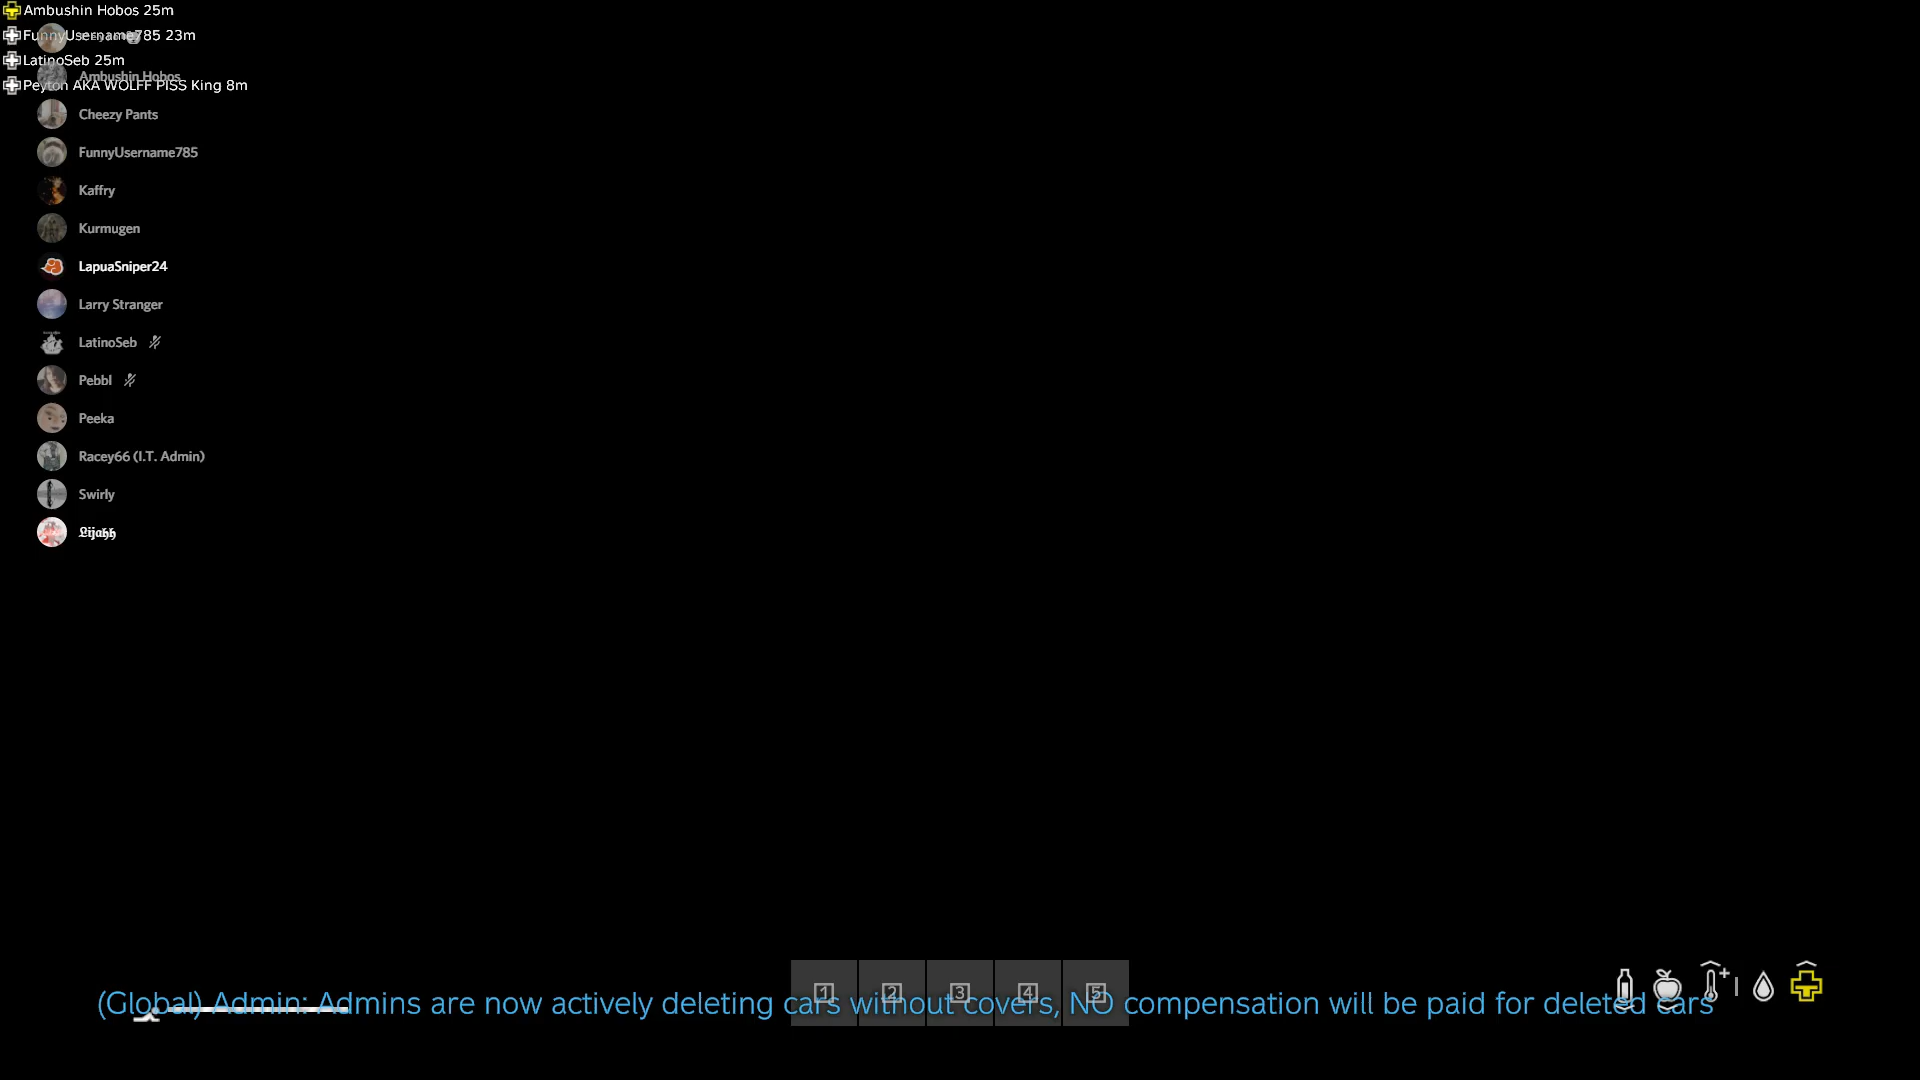 Ambushin Hobos 25m
FunnyUsername785 23m
LatinoSeb 25m
Ambushin Hobos
Peyton AKA WOLFF PISS King 8m
Cheezy Pants
FunnyUsername785
Kaffry
Kurmugen
LapuaSniper24
Larry Stranger
LatinoSeb
Pebbl
Peeka
Racey66 (I.T. Admin)
Swirly
1 2 3 4 5
(Global) Admin: Admins are now actively deleting cars without covers, NO compensation will be paid for deleted cars